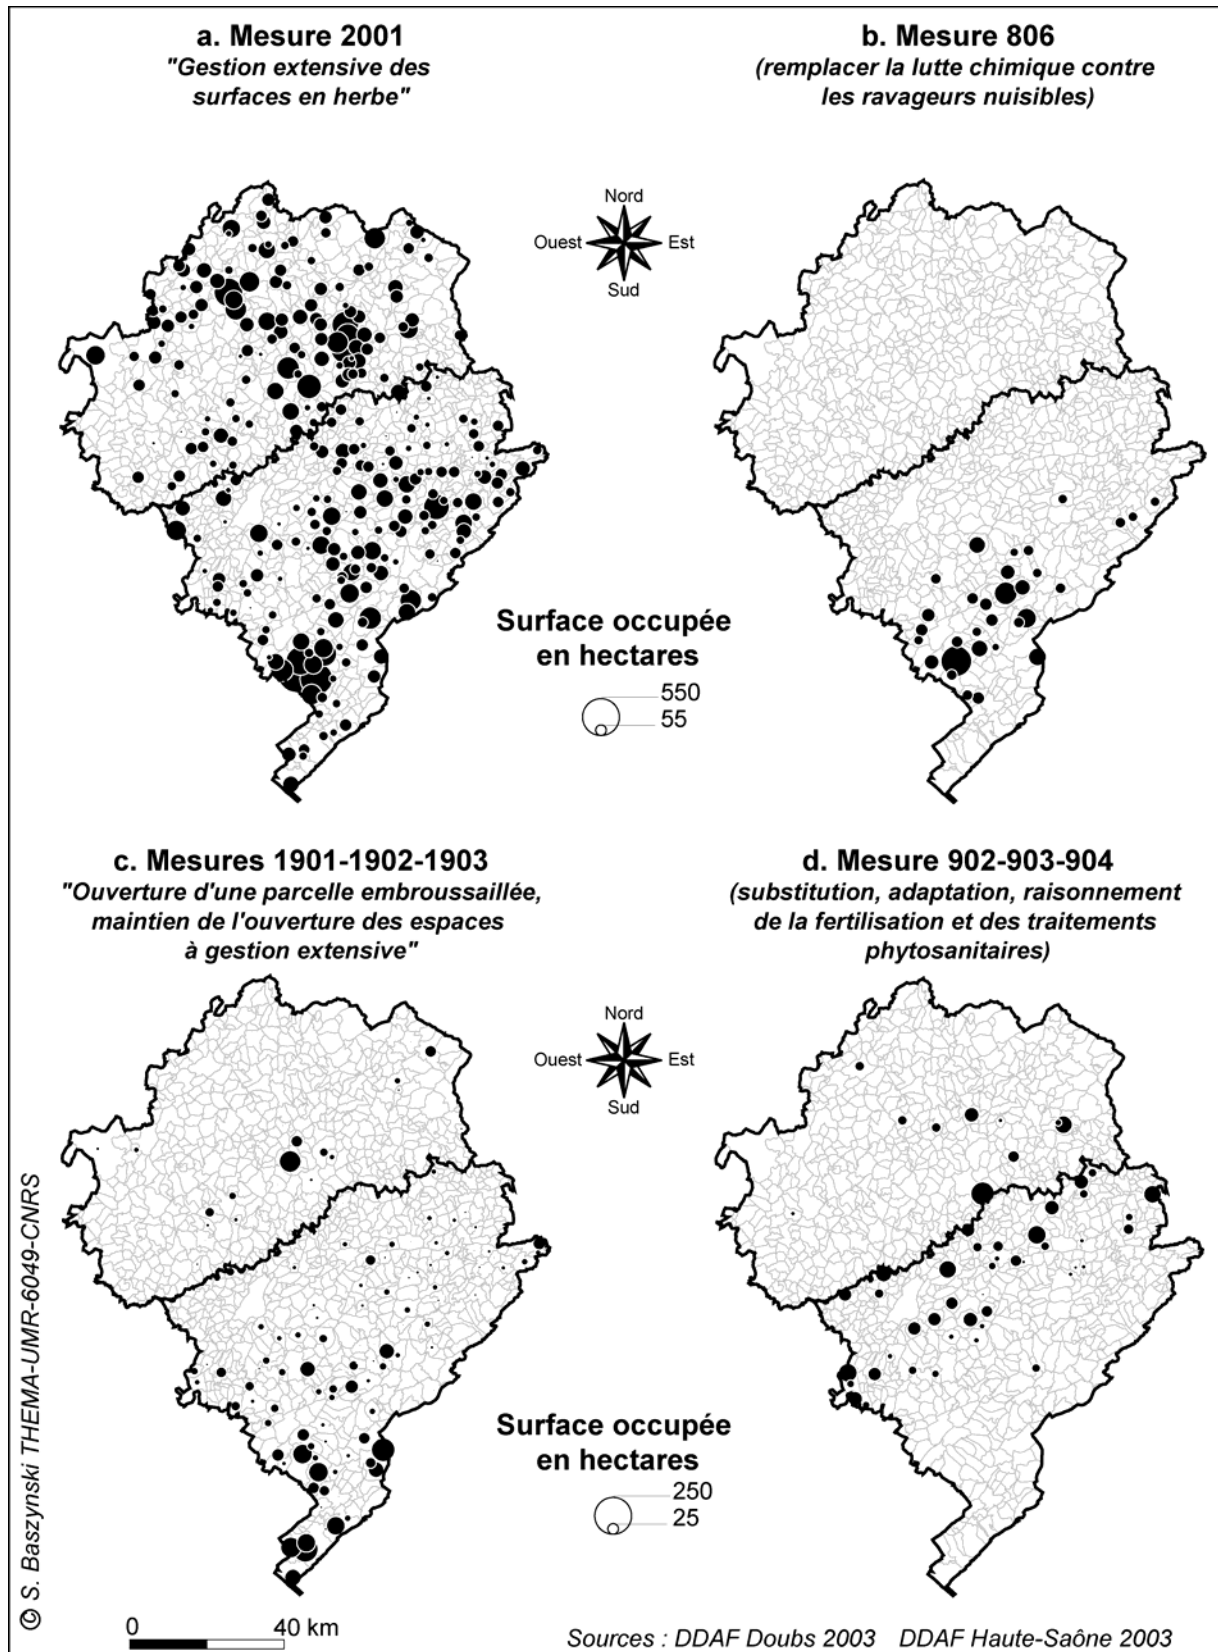 a. Mesure 2001
"Gestion extensive des
surfaces en herbe"
b. Mesure 806
(remplacer la lutte chimique contre
les ravageurs nuisibles)
Nord
Ouest
Est
Sud
Surface occupée
en hectares
550
55
c. Mesures 1901-1902-1903
"Ouverture d'une parcelle embroussaillée,
maintien de l'ouverture des espaces
à gestion extensive"
d. Mesure 902-903-904
(substitution, adaptation, raisonnement
de la fertilisation et des traitements
phytosanitaires)
Nord
Ouest
Est
Sud
Surface occupée
en hectares
250
25
© S. Baszynski THEMA-UMR-6049-CNRS
0 40 km
Sources : DDAF Doubs 2003 DDAF Haute-Saône 2003